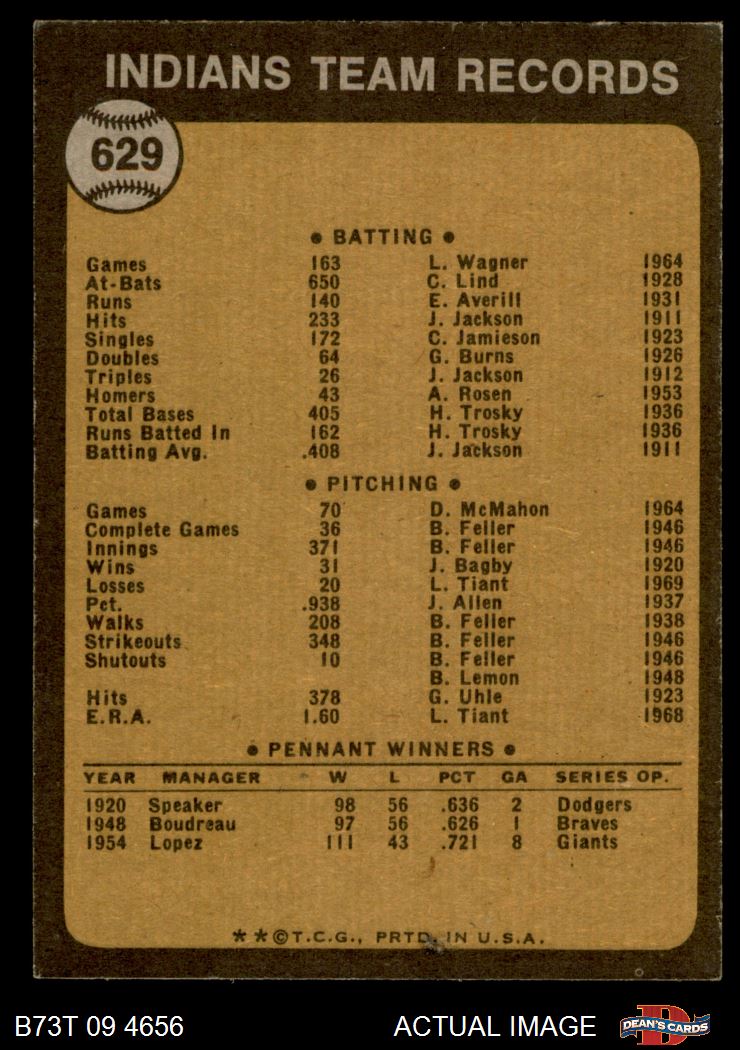 INDIANS TEAM RECORDS
629
• BATTING •
Games 163 L. Wagner 1964
At-Bats 650 C. Lind 1928
Runs 140 E. Averill 1931
Hits 233 J. Jackson 1911
Singles 172 C. Jamieson 1923
Doubles 64 G. Burns 1926
Triples 26 J. Jackson 1912
Homers 43 A. Rosen 1953
Total Bases 405 H. Trosky 1936
Runs Batted In 162 H. Trosky 1936
Batting Avg. .408 J. Jackson 1911
• PITCHING •
Games 70 D. McMahon 1964
Complete Games 36 B. Feller 1946
Innings 371 B. Feller 1946
Wins 31 J. Bagby 1920
Losses 20 L. Tiant 1969
Pct. .938 J. Allen 1937
Walks 208 B. Feller 1938
Strikeouts 348 B. Feller 1946
Shutouts 10 B. Feller 1946
B. Lemon 1948
Hits 378 G. Uhle 1923
E.R.A. 1.60 L. Tiant 1968
• PENNANT WINNERS •
YEAR MANAGER W L PCT GA SERIES OP.
1920 Speaker 98 56 .636 2 Dodgers
1948 Boudreau 97 56 .626 1 Braves
1954 Lopez 111 43 .721 8 Giants
**©T.C.G., PRTD. IN U.S.A.
B73T 09 4656 ACTUAL IMAGE D DEAN'S CARDS